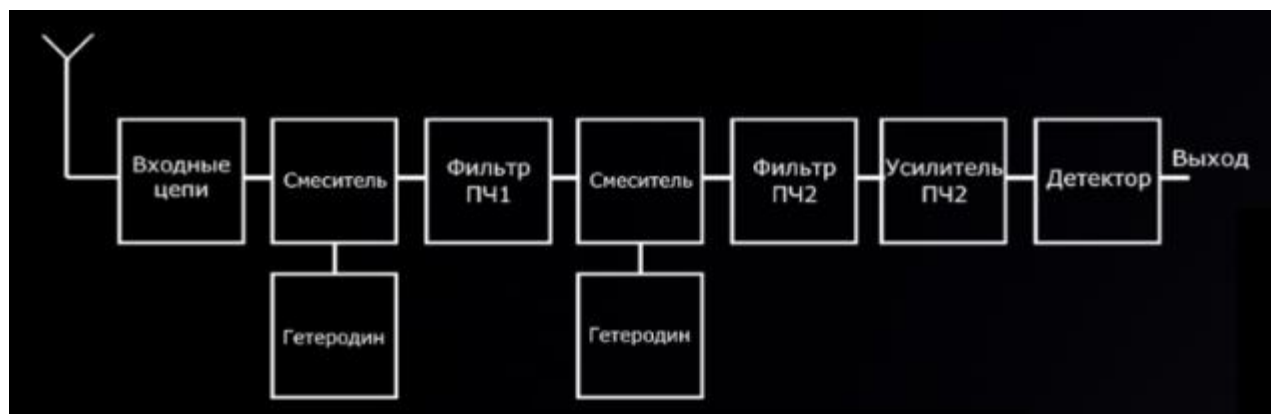 Входные
цепи
Смеситель
Фильтр
ПЧ1
Смеситель
Фильтр
ПЧ2
Усилитель
ПЧ2
Детектор
Выход
Гетеродин
Гетеродин